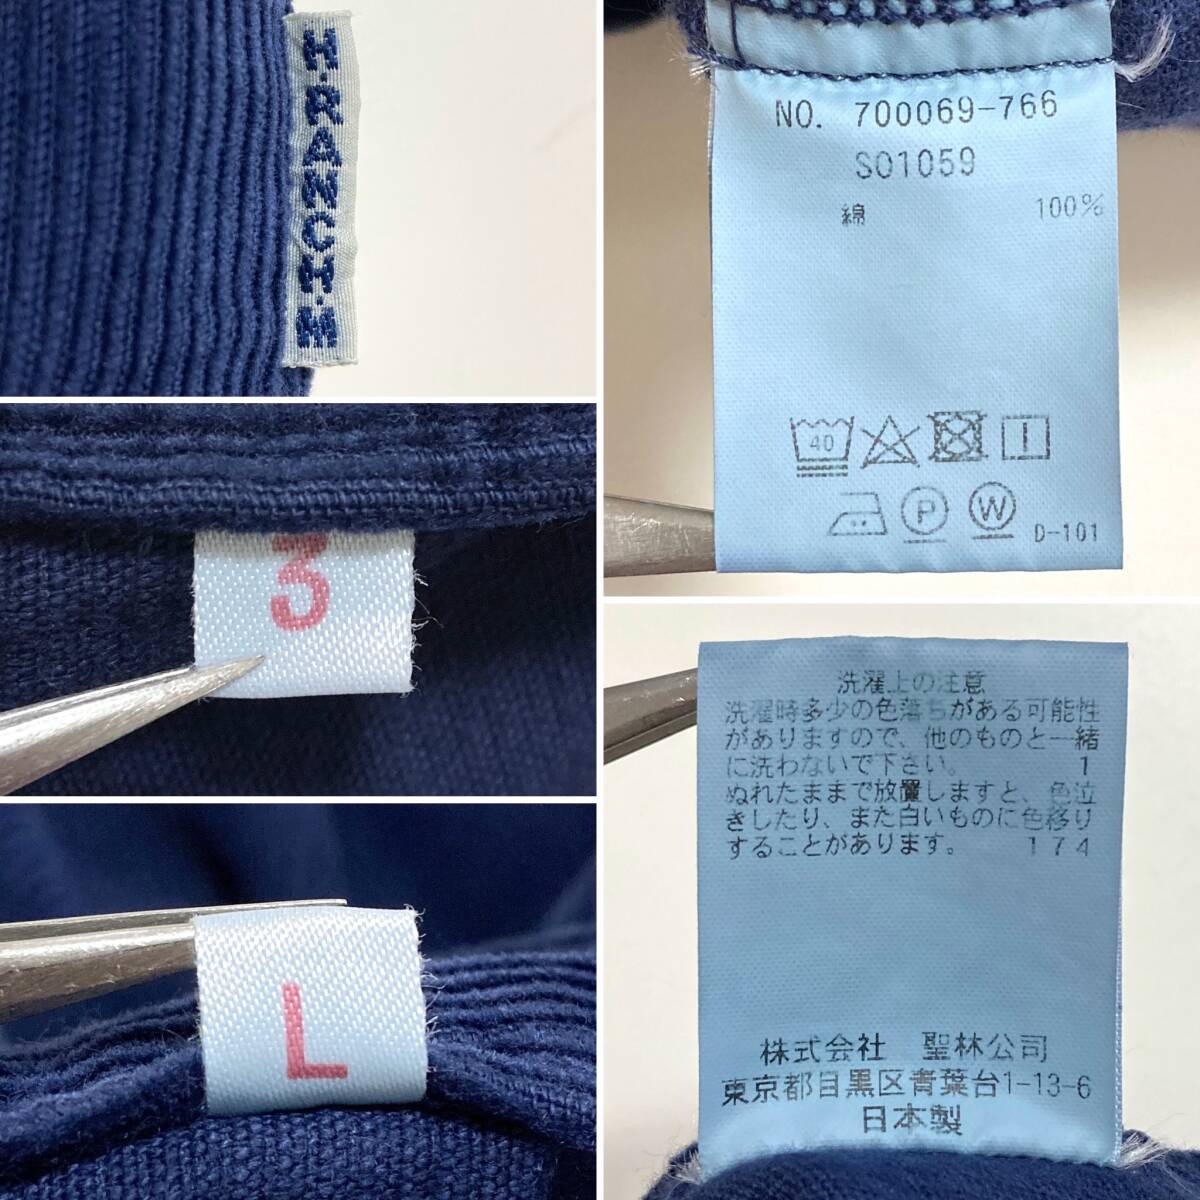 H.RANCH.M
3
L
NO. 700069-766
SO1059
綿 100%
40
P W
D-101
洗濯上の注意
洗濯時多少の色落ちがある可能性
がありますので、他のものと一緒
に洗わないで下さい。 1
ぬれたままで放置しますと、色泣
きしたり、また白いものに色移り
することがあります。 174
株式会社 聖林公司
東京都目黒区青葉台1-13-6
日本製